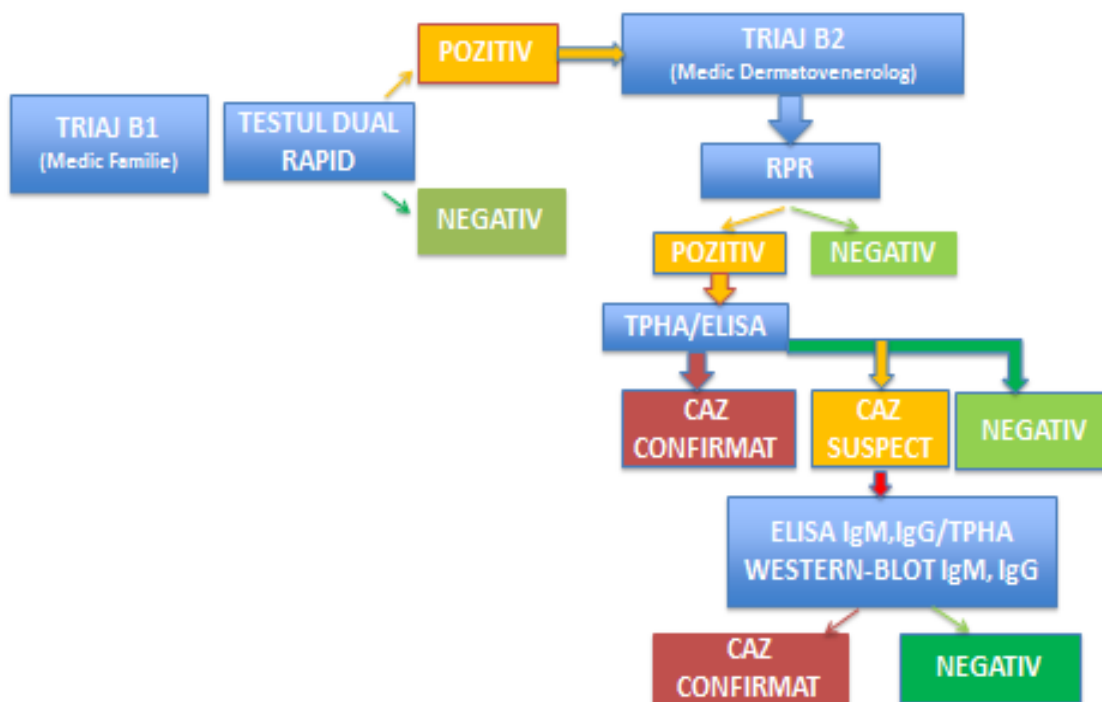 POZITIV
TRIAJ B2
(Medic Dermatovenerolog)
TRIAJ B1
(Medic Familie)
TESTUL DUAL
RAPID
NEGATIV
RPR
POZITIV
NEGATIV
TPHA/ELISA
CAZ
CONFIRMAT
CAZ
SUSPECT
NEGATIV
ELISA IgM,IgG/TPHA
WESTERN-BLOT IgM, IgG
CAZ
CONFIRMAT
NEGATIV